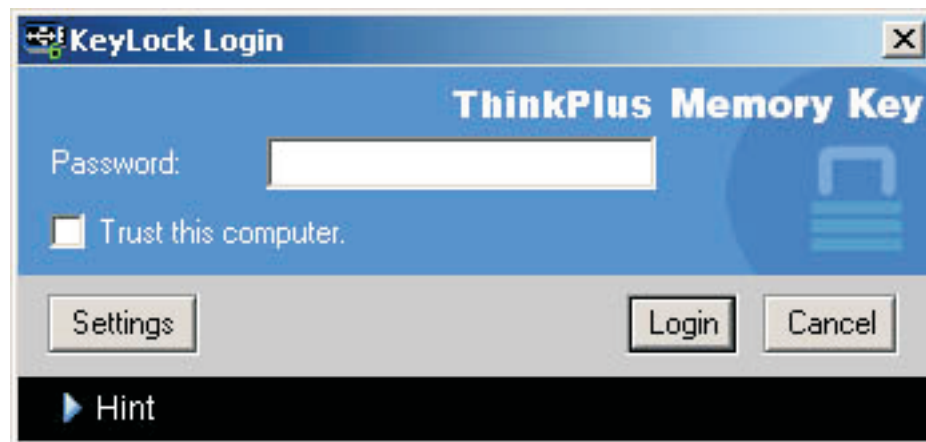 KeyLock Login
ThinkPlus Memory Key
Password:
Trust this computer.
Settings Login Cancel
Hint